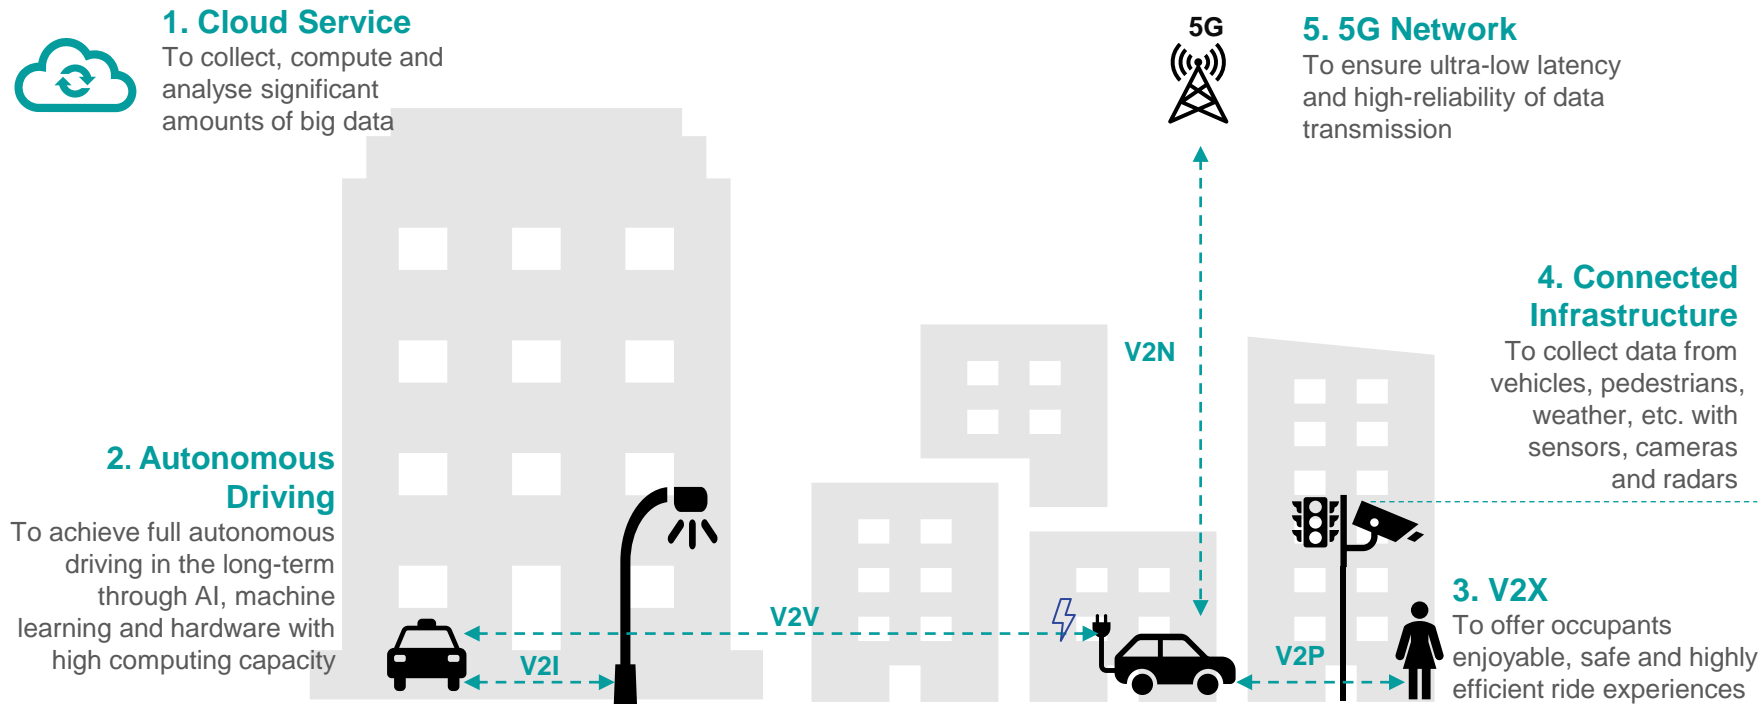 1. Cloud Service
To collect, compute and
analyse significant
amounts of big data
5G
5. 5G Network
To ensure ultra-low latency
and high-reliability of data
transmission
4. Connected
Infrastructure
To collect data from
vehicles, pedestrians,
weather, etc. with
sensors, cameras
and radars
V2N
2. Autonomous
Driving
To achieve full autonomous
driving in the long-term
through AI, machine
learning and hardware with
high computing capacity
V2V
V2I
V2P
3. V2X
To offer occupants
enjoyable, safe and highly
efficient ride experiences